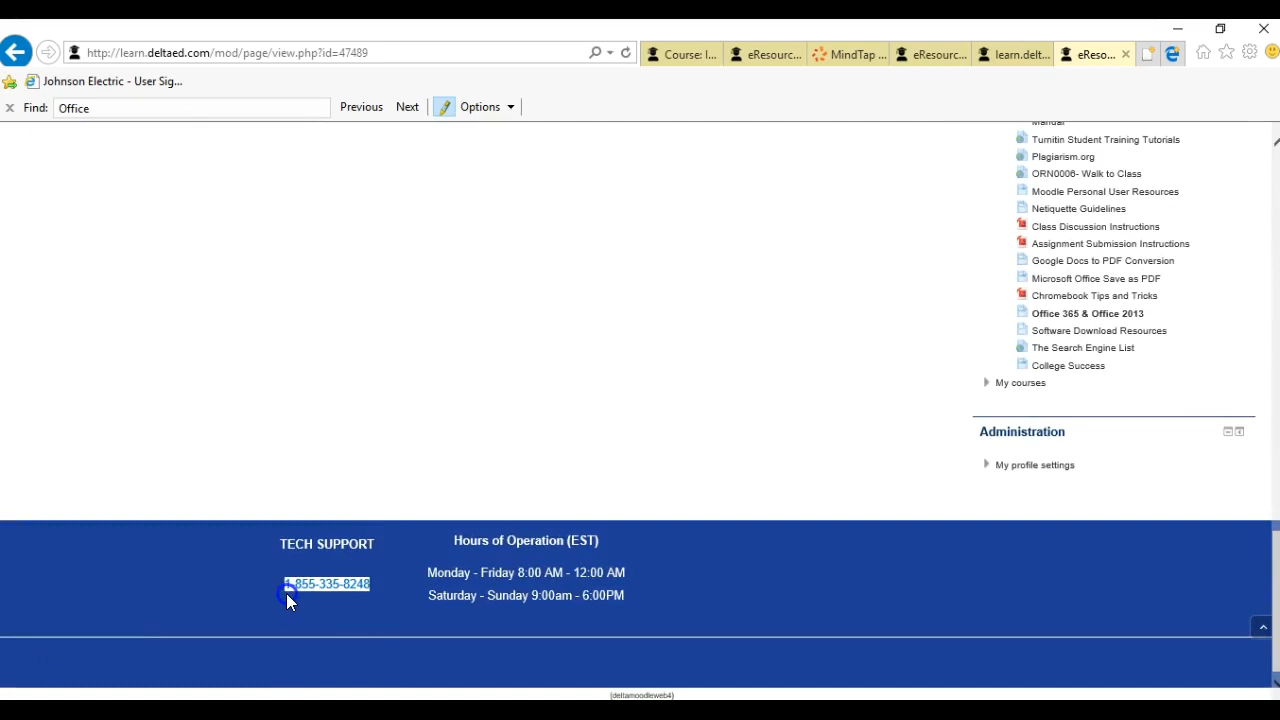 http://learn.deltaed.com/mod/page/view.php?id=47489
Course: I...
eResourc...
MindTap ...
eResourc...
learn.delt...
eReso...
Johnson Electric - User Sig...
Find: Office
Previous
Next
Options
Manual
Turnitin Student Training Tutorials
Plagiarism.org
ORN0006- Walk to Class
Moodle Personal User Resources
Netiquette Guidelines
Class Discussion Instructions
Assignment Submission Instructions
Google Docs to PDF Conversion
Microsoft Office Save as PDF
Chromebook Tips and Tricks
Office 365 & Office 2013
Software Download Resources
The Search Engine List
College Success
My courses
Administration
My profile settings
TECH SUPPORT
1-855-335-8248
Hours of Operation (EST)
Monday - Friday 8:00 AM - 12:00 AM
Saturday - Sunday 9:00am - 6:00PM
{deltamoodleweb4}